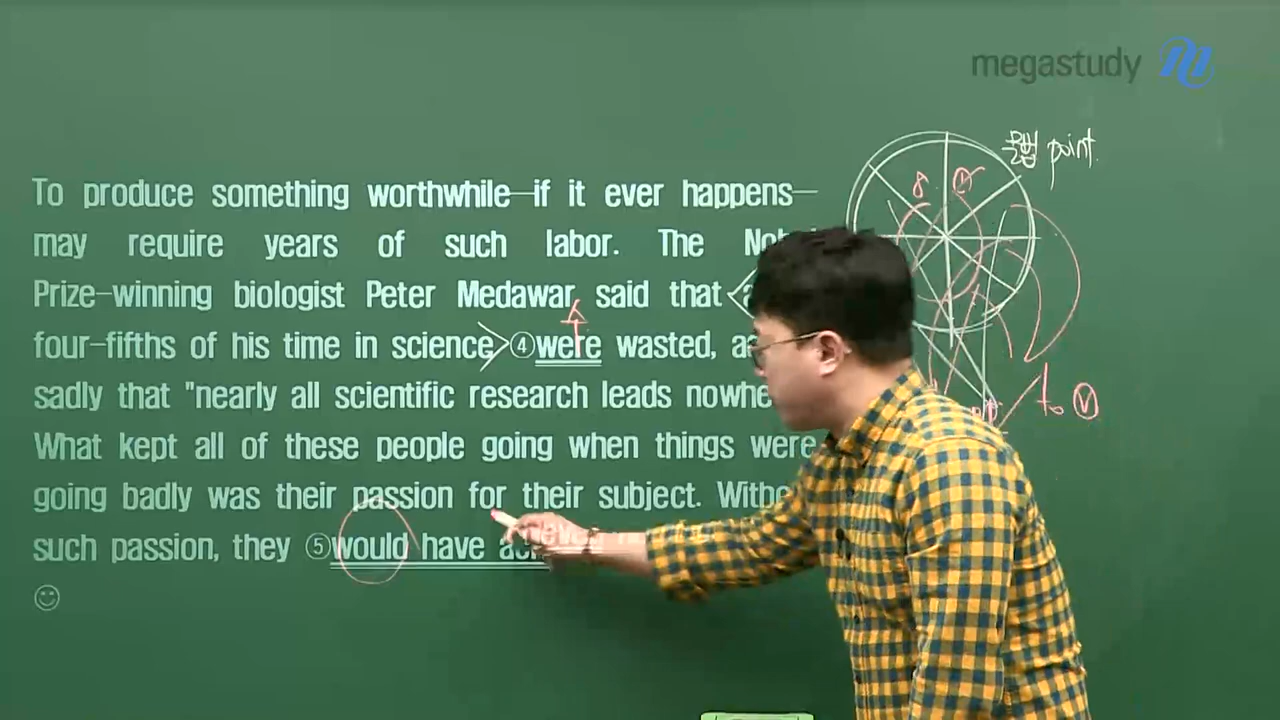 megastudy
point.
To produce something worthwhile—if it ever happens—
may require years of such labor. The
Prize-winning biologist Peter Medawar said that
four-fifths of his time in science ④were wasted,
sadly that "nearly all scientific research leads
What kept all of these people going when things were
going badly was their passion for their subject.
such passion, they ⑤would have
to ⓥ